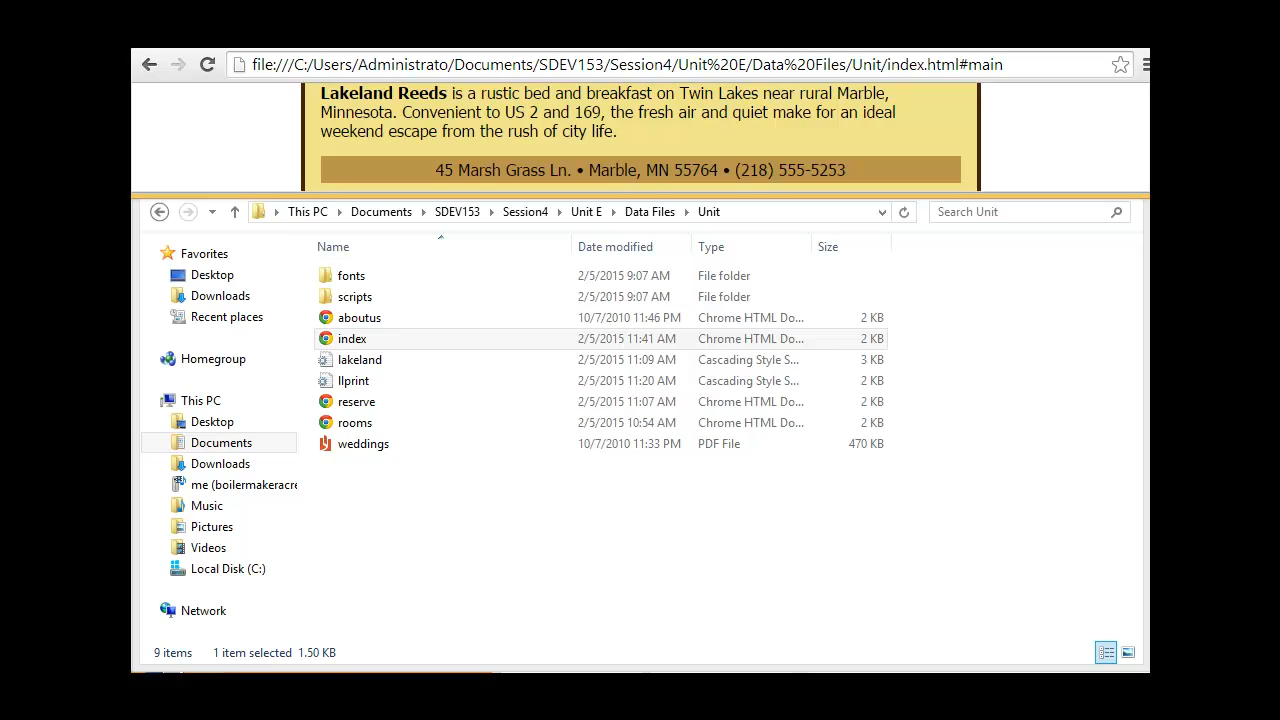 file:///C:/Users/Administrato/Documents/SDEV153/Session4/Unit%20E/Data%20Files/Unit/index.html#main
Lakeland Reeds is a rustic bed and breakfast on Twin Lakes near rural Marble,
Minnesota. Convenient to US 2 and 169, the fresh air and quiet make for an ideal
weekend escape from the rush of city life.
45 Marsh Grass Ln. • Marble, MN 55764 • (218) 555-5253
This PC Documents SDEV153 Session4 Unit E Data Files Unit Search Unit
Name Date modified Type Size
Favorites
Desktop
Downloads
Recent places
Homegroup
This PC
Desktop
Documents
Downloads
me (boilermakeracre
Music
Pictures
Videos
Local Disk (C:)
Network
fonts 2/5/2015 9:07 AM File folder
scripts 2/5/2015 9:07 AM File folder
aboutus 10/7/2010 11:46 PM Chrome HTML Do... 2 KB
index 2/5/2015 11:41 AM Chrome HTML Do... 2 KB
lakeland 2/5/2015 11:09 AM Cascading Style S... 3 KB
llprint 2/5/2015 11:20 AM Cascading Style S... 2 KB
reserve 2/5/2015 11:07 AM Chrome HTML Do... 2 KB
rooms 2/5/2015 10:54 AM Chrome HTML Do... 2 KB
weddings 10/7/2010 11:33 PM PDF File 470 KB
9 items 1 item selected 1.50 KB